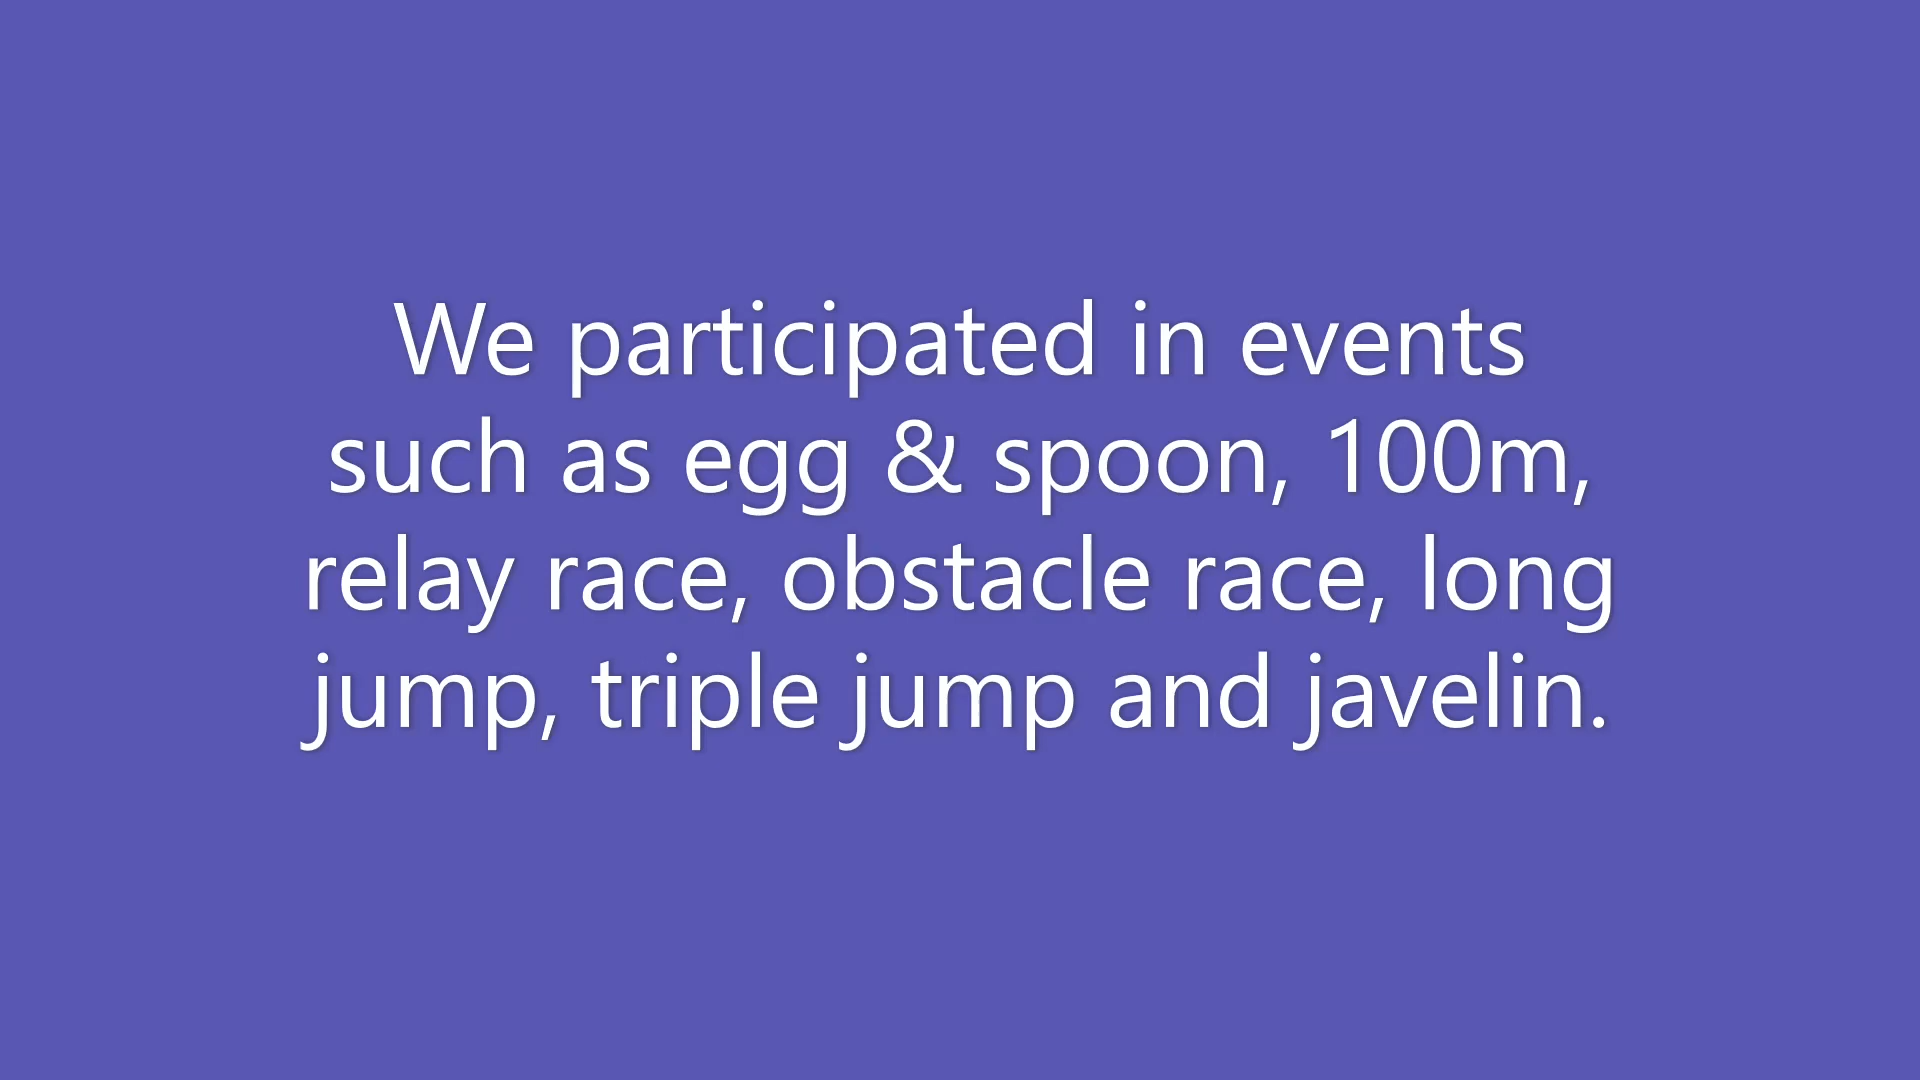 We participated in events
such as egg & spoon, 100m,
relay race, obstacle race, long
jump, triple jump and javelin.